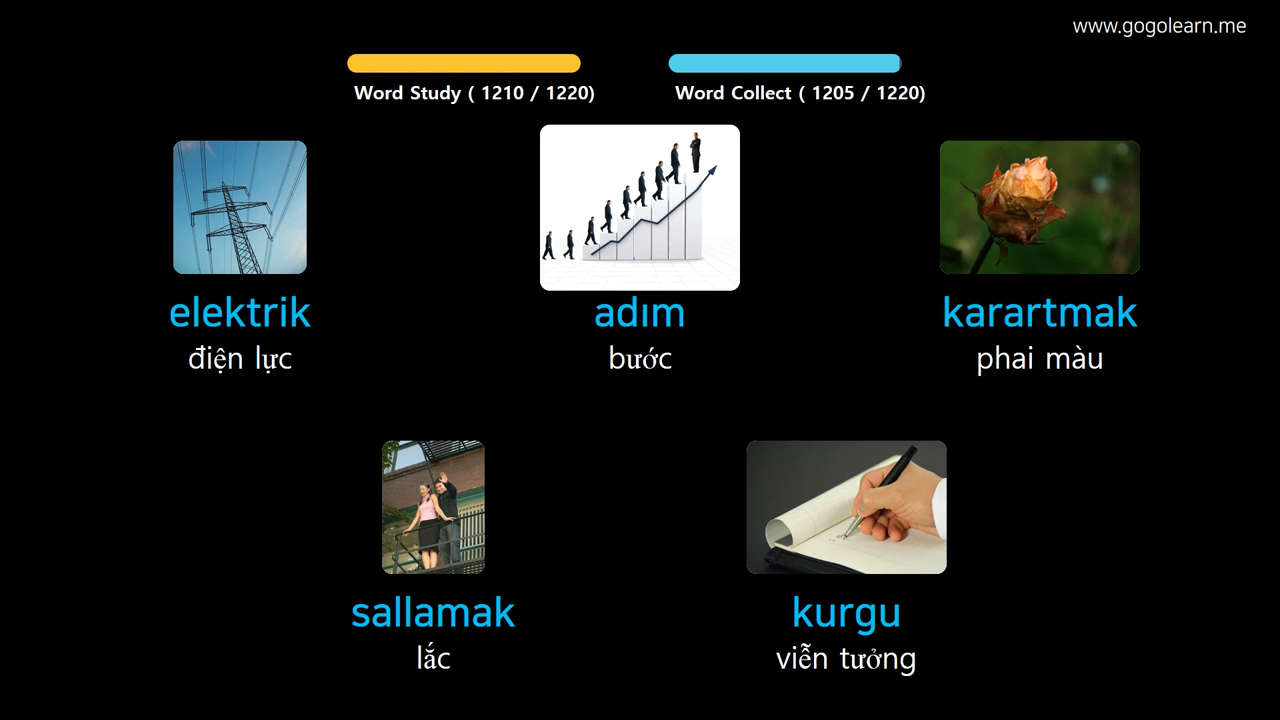 www.gogolearn.me
Word Study ( 1210 / 1220)
Word Collect ( 1205 / 1220)
elektrik
điện lực
adım
bước
karartmak
phai màu
sallamak
lắc
kurgu
viễn tưởng